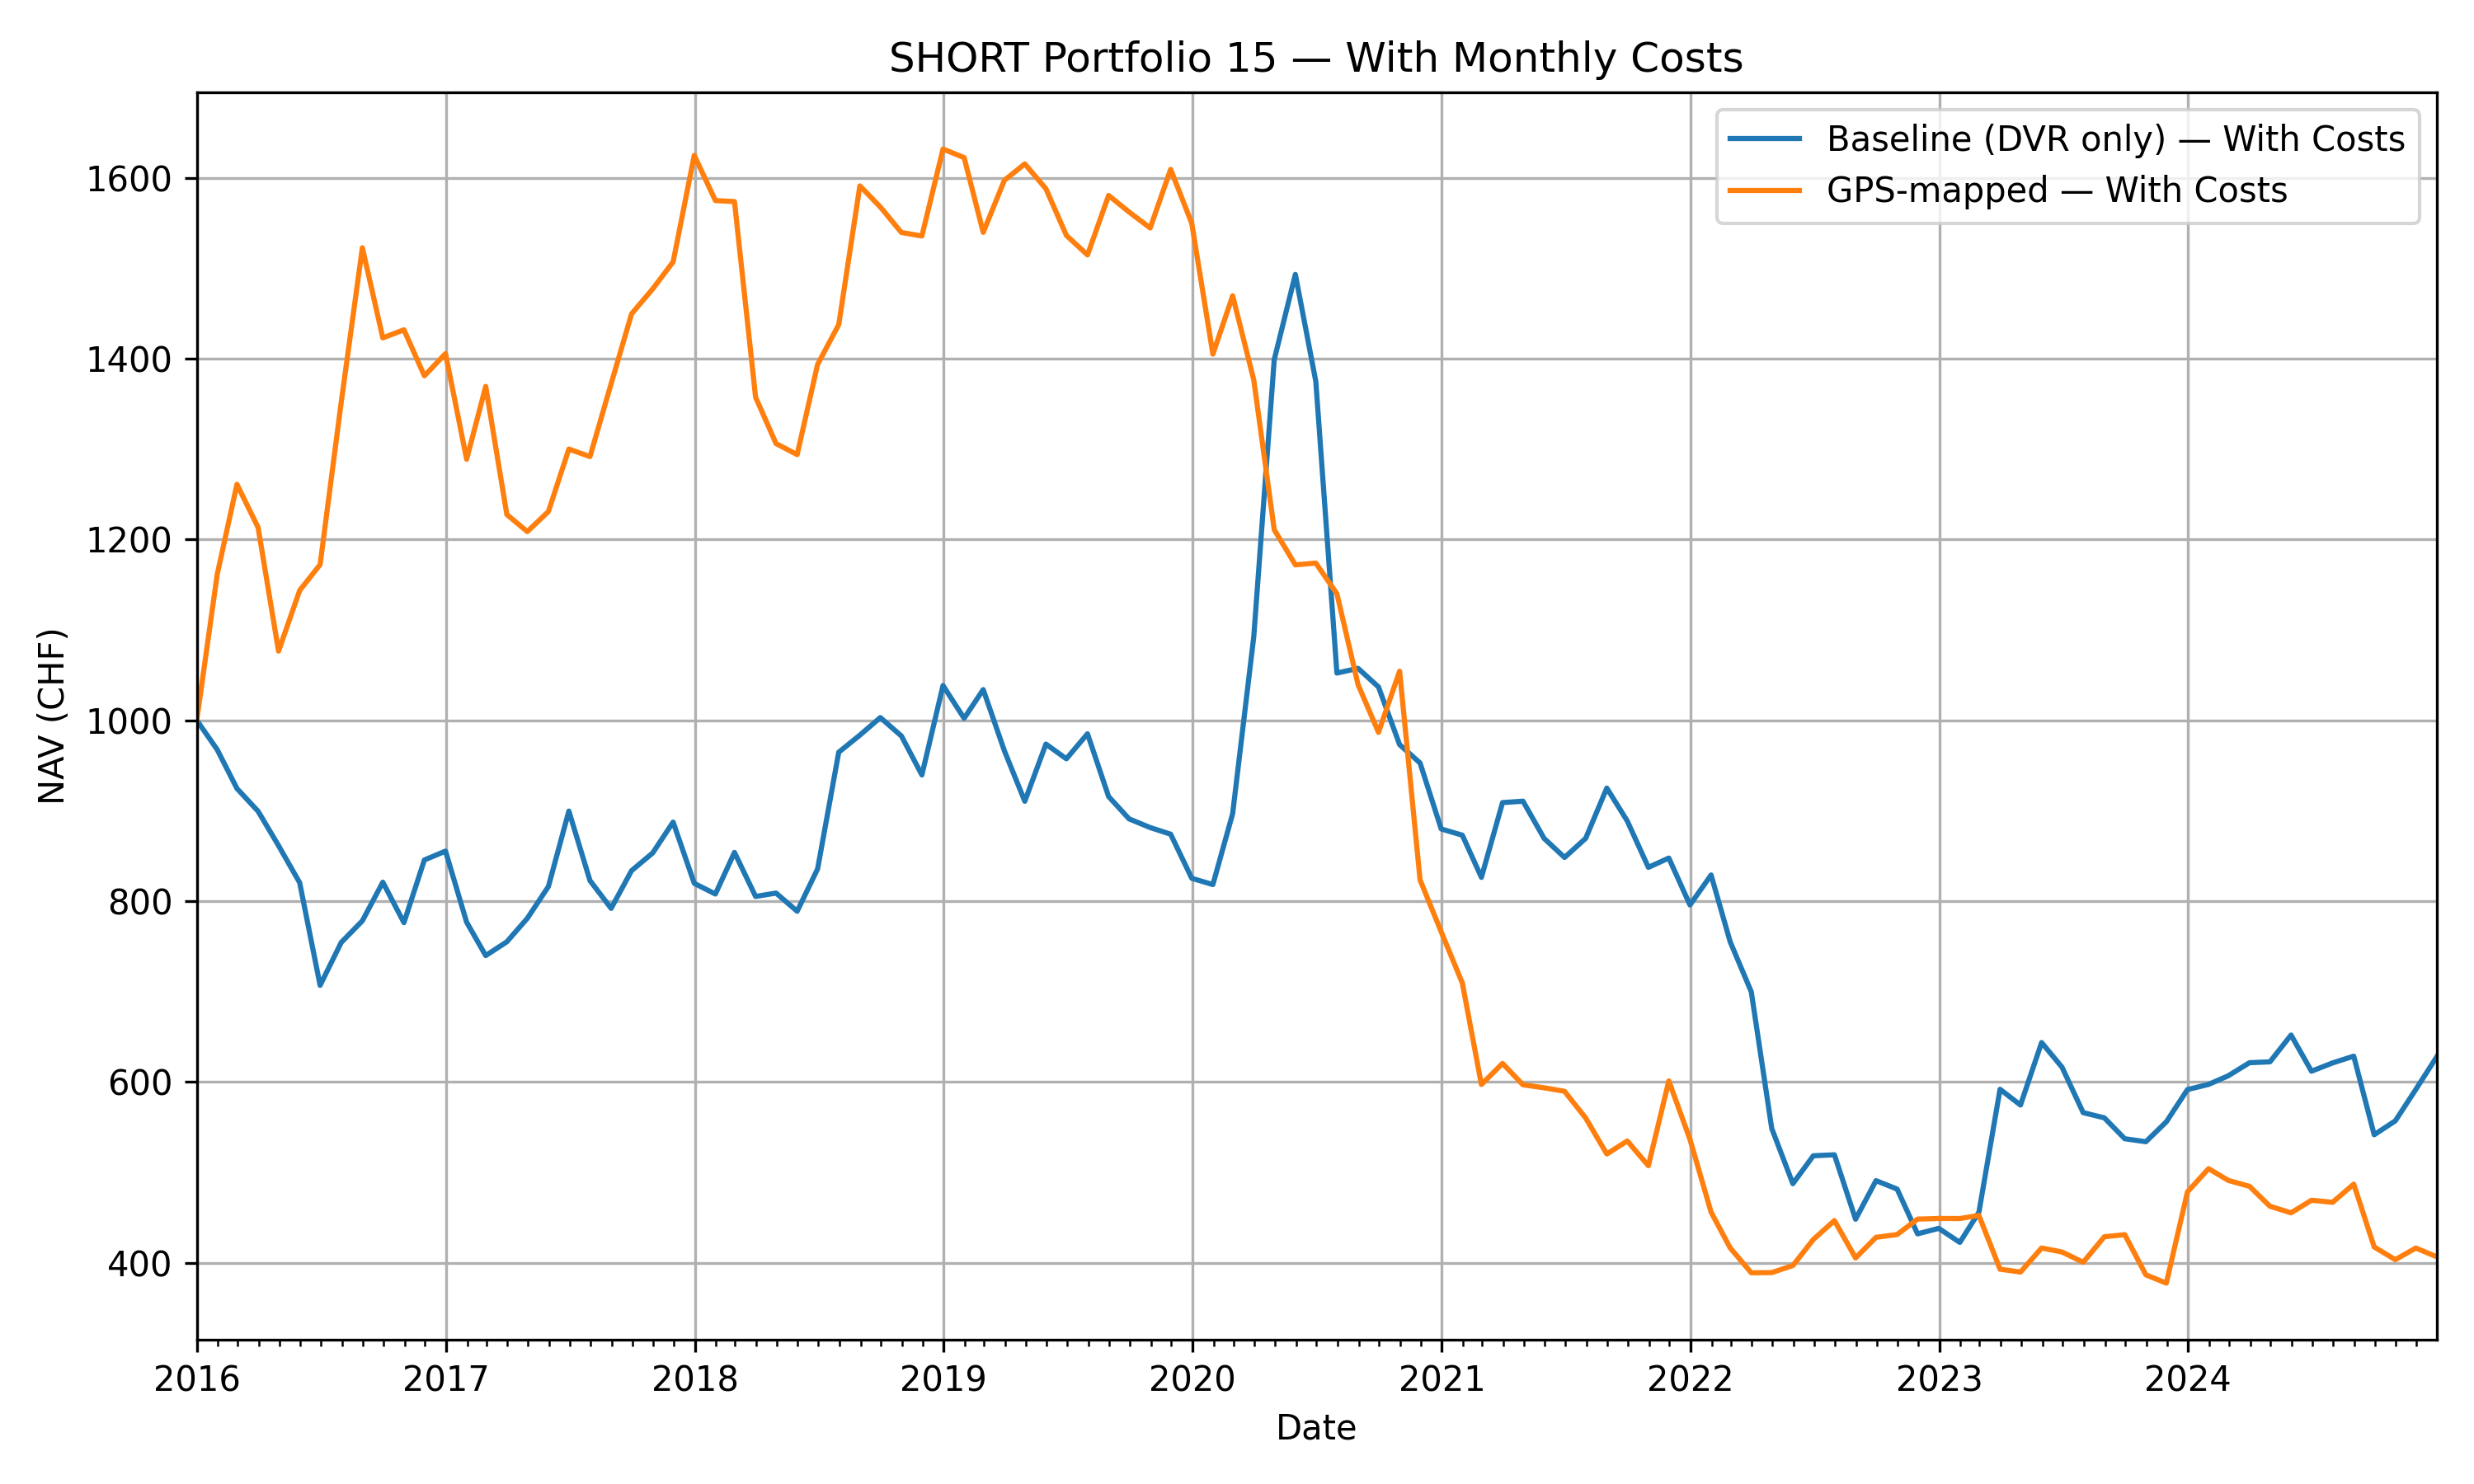 SHORT Portfolio 15 — With Monthly Costs
Baseline (DVR only) — With Costs
GPS-mapped — With Costs
NAV (CHF)
1600
1400
1200
1000
800
600
400
2016 2017 2018 2019 2020 2021 2022 2023 2024
Date